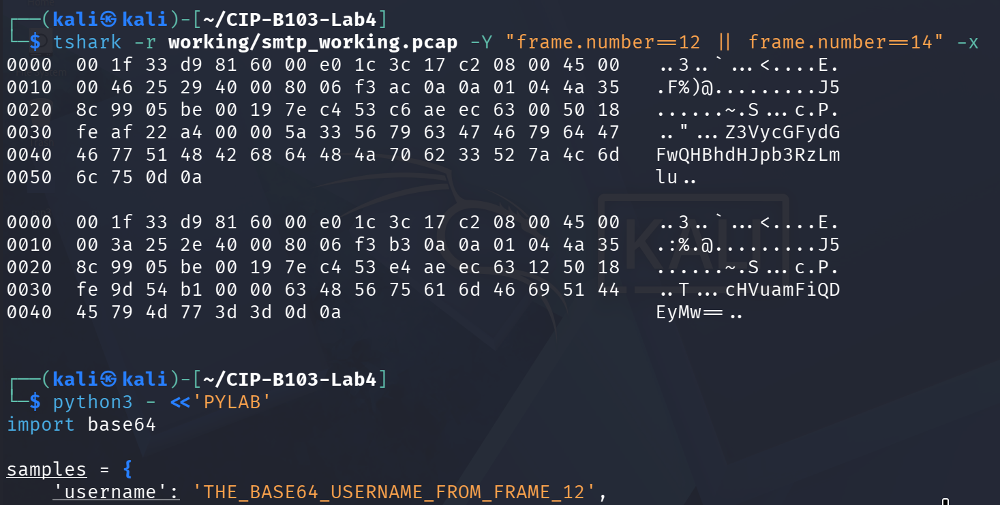 ┌──(kali㉿kali)-[~/CIP-B103-Lab4]
└─$ tshark -r working/smtp_working.pcap -Y "frame.number==12 || frame.number==14" -x
0000  00 1f 33 d9 81 60 00 e0 1c 3c 17 c2 08 00 45 00   ..3..`...<....E.
0010  00 46 25 29 40 00 80 06 f3 ac 0a 0a 01 04 4a 35   .F%)@.........J5
0020  8c 99 05 be 00 19 7e c4 53 c6 ae ec 63 00 50 18   ......~.S...c.P.
0030  fe af 22 a4 00 00 5a 33 56 79 63 47 46 79 64 47   .."...Z3VycGFydG
0040  46 77 51 48 42 68 64 48 4a 70 62 33 52 7a 4c 6d   FwQHBhdHJpb3RzLm
0050  6c 75 0d 0a                                       lu..

0000  00 1f 33 d9 81 60 00 e0 1c 3c 17 c2 08 00 45 00   ..3..`...<....E.
0010  00 3a 25 2e 40 00 80 06 f3 b3 0a 0a 01 04 4a 35   .:%.@.........J5
0020  8c 99 05 be 00 19 7e c4 53 e4 ae ec 63 12 50 18   ......~.S...c.P.
0030  fe 9d 54 b1 00 00 63 48 56 75 61 6d 46 69 51 44   ..T...cHVuamFiQD
0040  45 79 4d 77 3d 3d 0d 0a                           EyMw==..

┌──(kali㉿kali)-[~/CIP-B103-Lab4]
└─$ python3 - <<'PYLAB'
import base64

samples = {
    'username': 'THE_BASE64_USERNAME_FROM_FRAME_12',
KALI